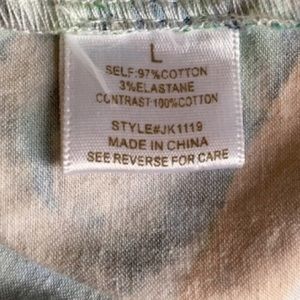 L
SELF:97%COTTON
3%ELASTANE
CONTRAST:100%COTTON
STYLE#JK1119
MADE IN CHINA
SEE REVERSE FOR CARE